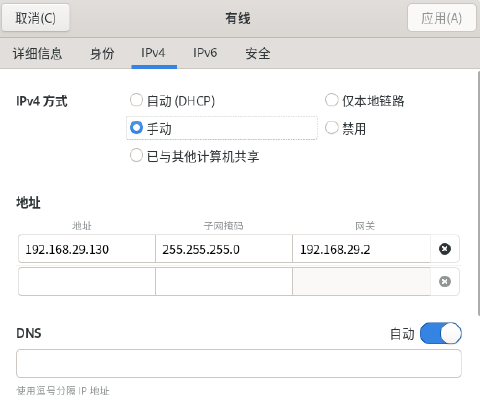 取消(C) 有线 应用(A)
详细信息 身份 IPv4 IPv6 安全
IPv4 方式 自动 (DHCP) 仅本地链路
手动 禁用
已与其他计算机共享
地址
地址 子网掩码 网关
192.168.29.130 255.255.255.0 192.168.29.2
DNS 自动
使用逗号分隔 IP 地址